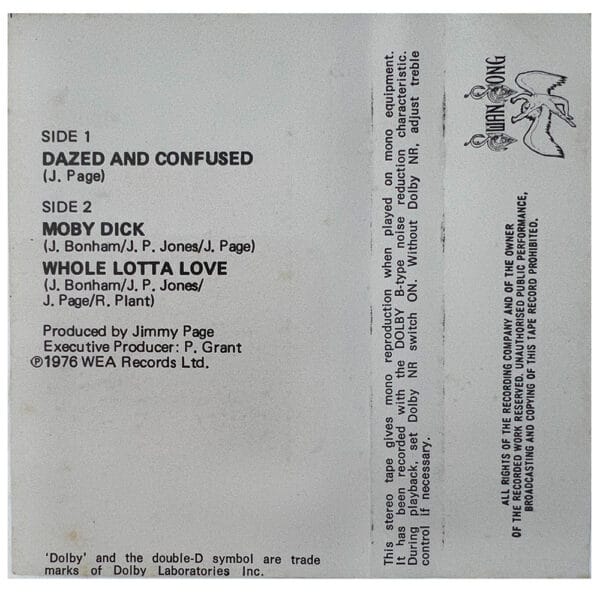 SIDE 1
DAZED AND CONFUSED
(J. Page)
SIDE 2
MOBY DICK
(J. Bonham/J. P. Jones/J. Page)
WHOLE LOTTA LOVE
(J. Bonham/J. P. Jones/
J. Page/R. Plant)
Produced by Jimmy Page
Executive Producer: P. Grant
℗1976 WEA Records Ltd.
'Dolby' and the double-D symbol are trade
marks of Dolby Laboratories Inc.
This stereo tape gives mono reproduction when played on mono equipment.
It has been recorded with the DOLBY B-type noise reduction characteristic.
During playback, set Dolby NR switch ON. Without Dolby NR, adjust treble
control if necessary.
SWAN SONG
ALL RIGHTS OF THE RECORDING COMPANY AND OF THE OWNER
OF THE RECORDED WORK RESERVED. UNAUTHORISED PUBLIC PERFORMANCE,
BROADCASTING AND COPYING OF THIS TAPE RECORD PROHIBITED.